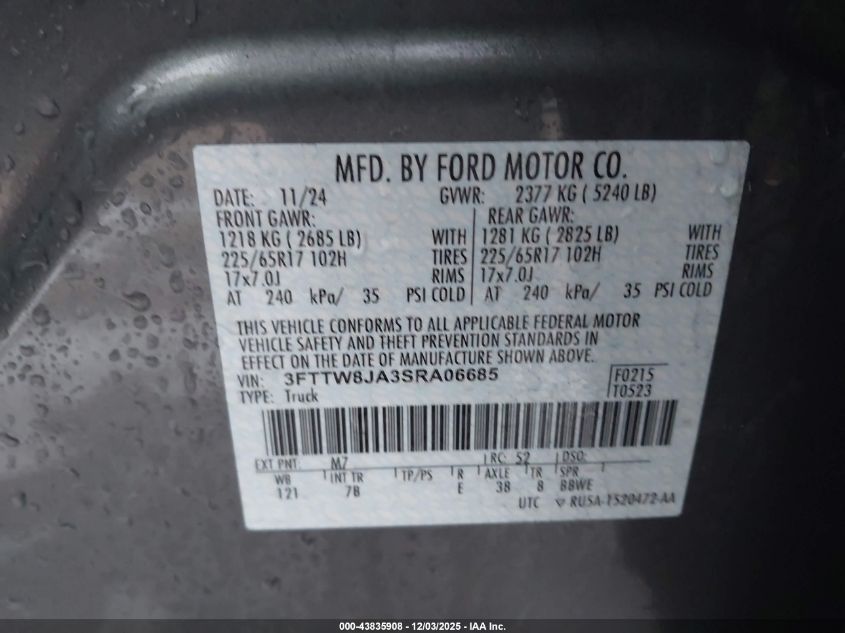 MFD. BY FORD MOTOR CO.
DATE: 11/24 GVWR: 2377 KG ( 5240 LB)
FRONT GAWR: REAR GAWR:
1218 KG ( 2685 LB) WITH 1281 KG ( 2825 LB) WITH
225/65R17 102H TIRES 225/65R17 102H TIRES
17x7.0J RIMS 17x7.0J RIMS
AT 240 kPa/ 35 PSI COLD AT 240 kPa/ 35 PSI COLD
THIS VEHICLE CONFORMS TO ALL APPLICABLE FEDERAL MOTOR
VEHICLE SAFETY AND THEFT PREVENTION STANDARDS IN
EFFECT ON THE DATE OF MANUFACTURE SHOWN ABOVE.
VIN: 3FTTW8JA3SRA06685 F0215
TYPE: Truck T0523
EXT PNT: M7 RC: 52 DSO:
WB INT TR TP/PS R AXLE TR SPR
121 7B E 38 8 BBWE
UTC RU5A-1520472-AA
000-43835908 - 12/03/2025 - IAA Inc.